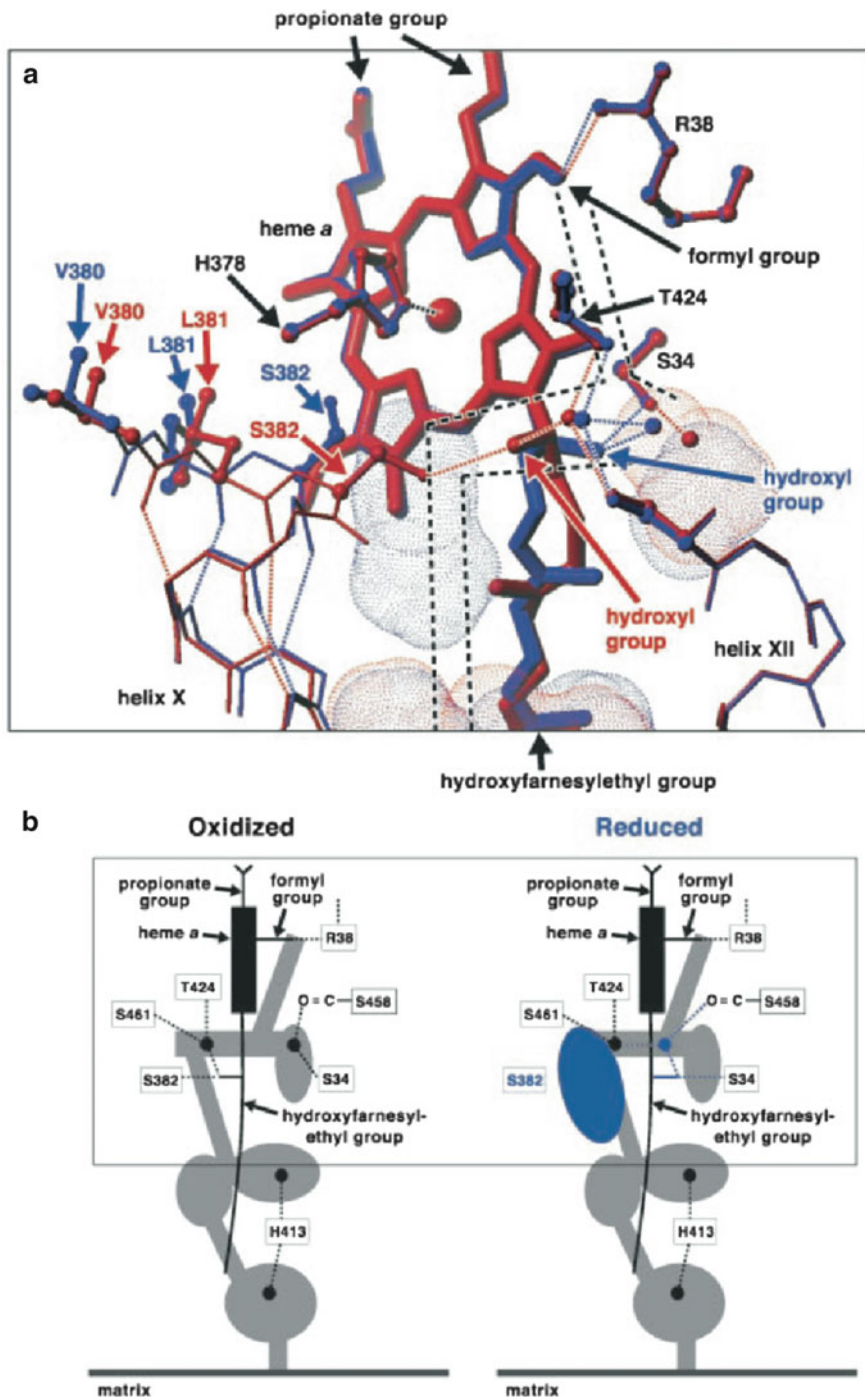 propionate group
a
R38
heme a
formyl group
H378
V380
V380
T424
L381
L381
S34
S382
S382
hydroxyl
group
hydroxyl
group
helix XII
helix X
hydroxyfarnesylethyl group
b
Oxidized
Reduced
propionate
group
formyl
group
heme a
R38
T424
O = C
S458
S461
S382
S34
hydroxyfarnesyl-
ethyl group
H413
matrix
propionate
group
formyl
group
heme a
R38
T424
O = C
S458
S461
S382
S34
hydroxyfarnesyl-
ethyl group
H413
matrix